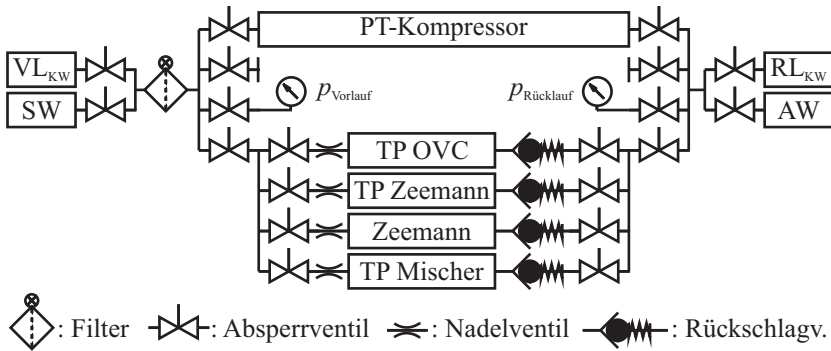 PT-Kompressor
VL_KW RL_KW
SW p_Vorlauf p_Rücklauf AW
TP OVC
TP Zeemann
Zeemann
TP Mischer
: Filter : Absperrventil : Nadelventil : Rückschlagv.